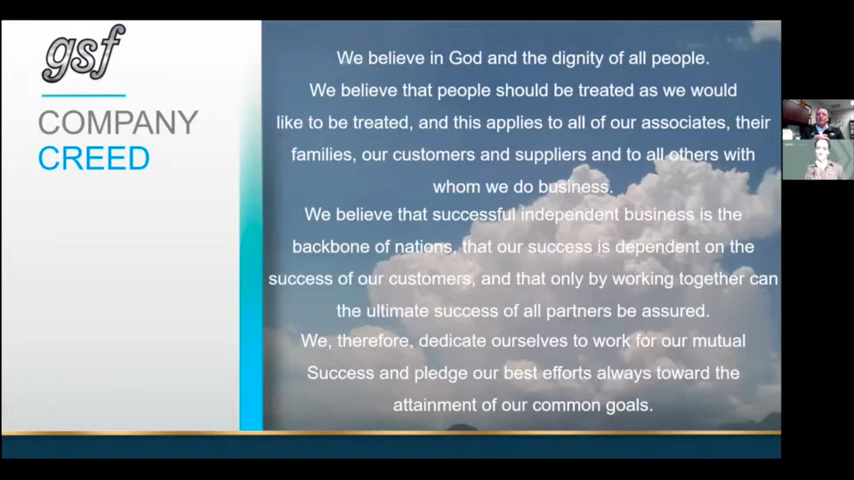 gsf
COMPANY
CREED
We believe in God and the dignity of all people.
We believe that people should be treated as we would
like to be treated, and this applies to all of our associates, their
families, our customers and suppliers and to all others with
whom we do business.
We believe that successful independent business is the
backbone of nations, that our success is dependent on the
success of our customers, and that only by working together can
the ultimate success of all partners be assured.
We, therefore, dedicate ourselves to work for our mutual
Success and pledge our best efforts always toward the
attainment of our common goals.